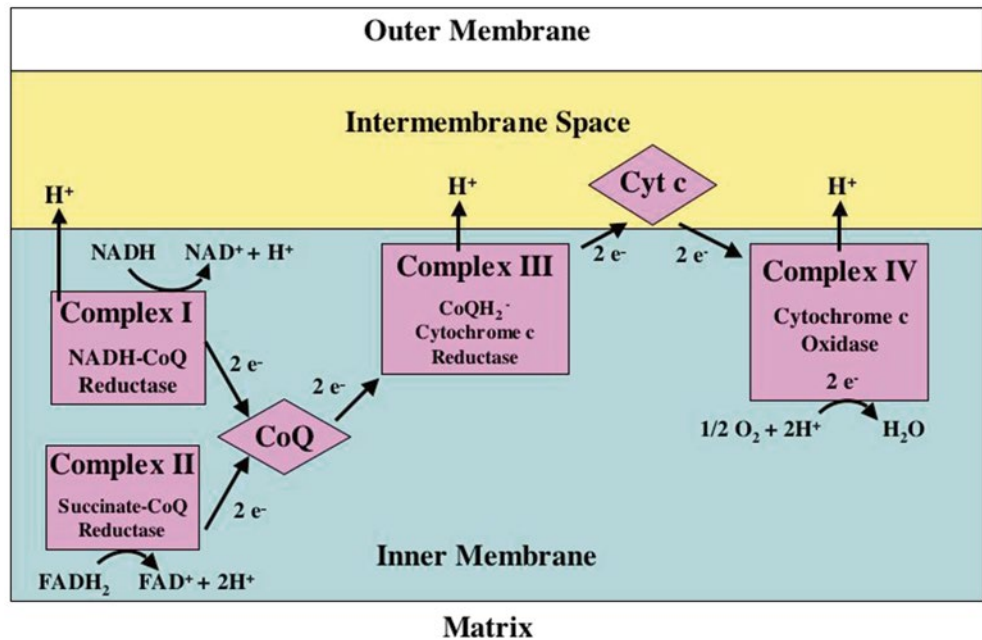 Outer Membrane
Intermembrane Space
H⁺
H⁺
Cyt c
H⁺
NADH
NAD⁺ + H⁺
2 e⁻
2 e⁻
Complex I
NADH-CoQ
Reductase
Complex III
CoQH₂⁻
Cytochrome c
Reductase
Complex IV
Cytochrome c
Oxidase
2 e⁻
1/2 O₂ + 2H⁺
H₂O
2 e⁻
2 e⁻
CoQ
Complex II
Succinate-CoQ
Reductase
2 e⁻
FADH₂
FAD⁺ + 2H⁺
Inner Membrane
Matrix